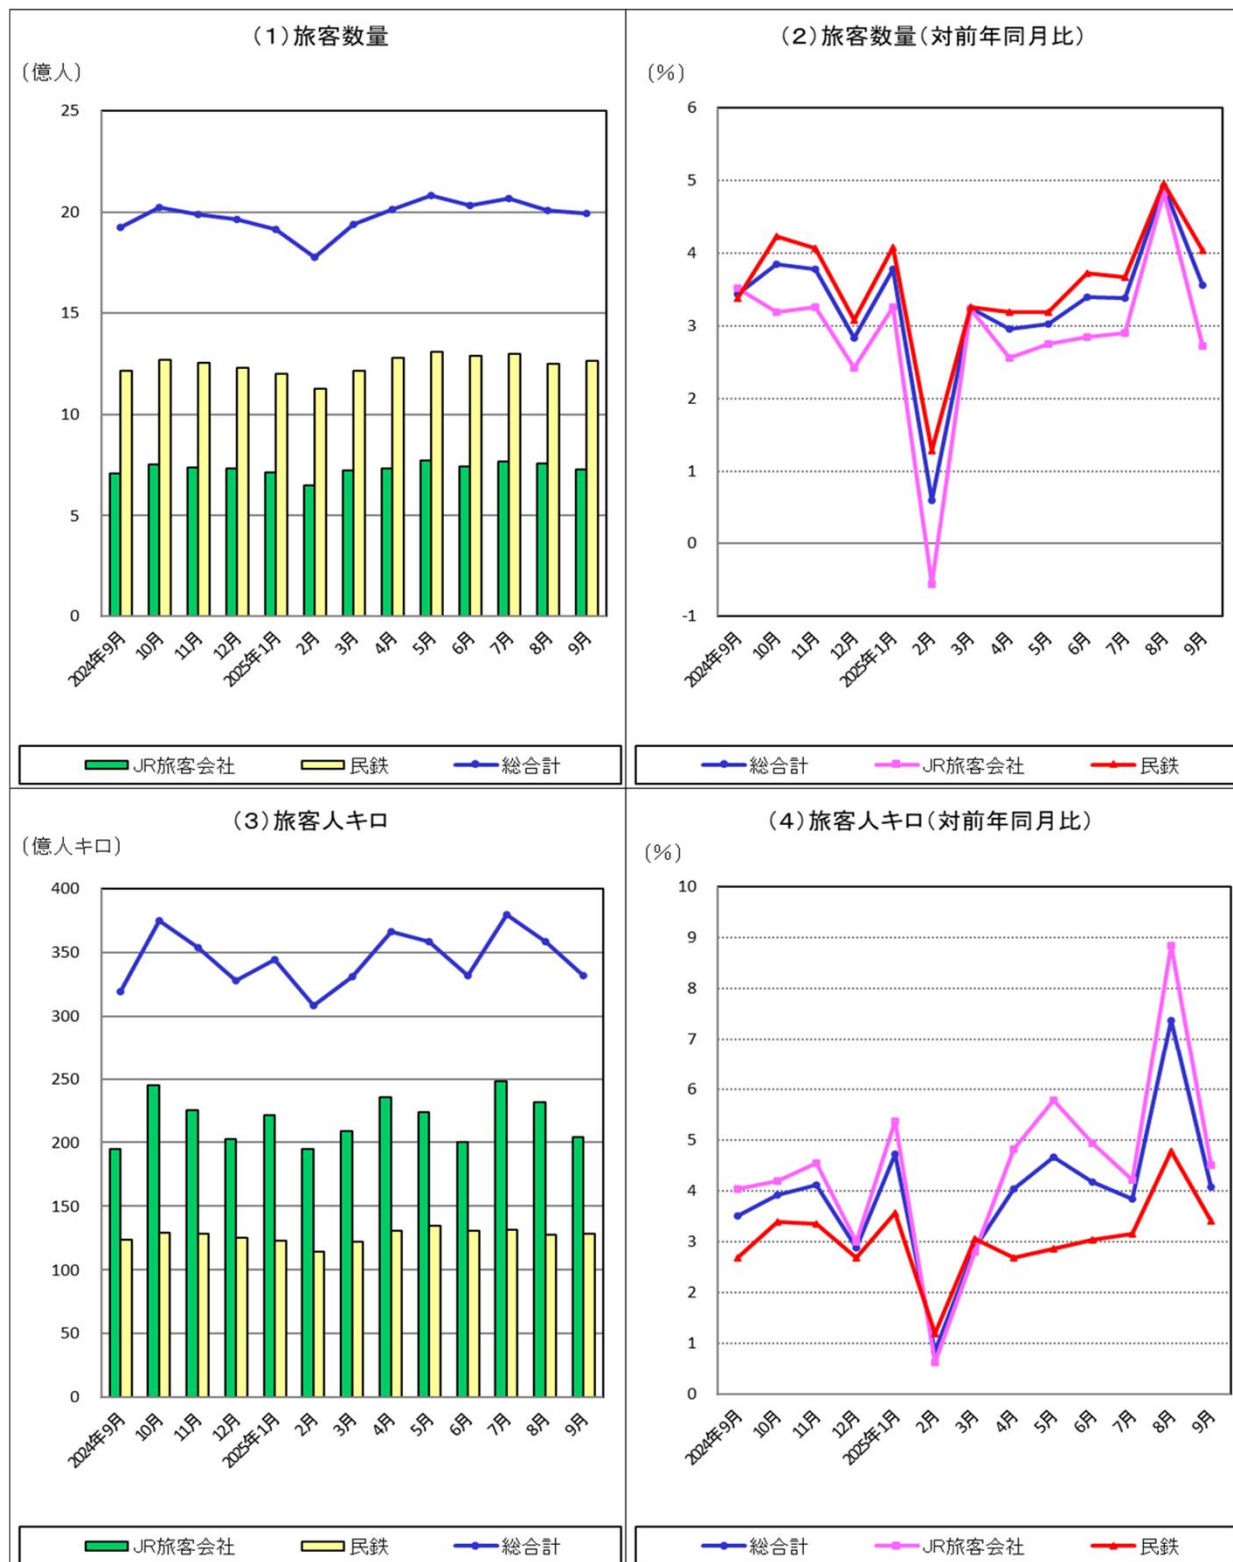 （1）旅客数量
（億人）
25
20
15
10
5
0
2024年9月
10月
11月
12月
2025年1月
2月
3月
4月
5月
6月
7月
8月
9月
JR旅客会社 民鉄 総合計
（2）旅客数量（対前年同月比）
（%）
6
5
4
3
2
1
0
-1
2024年9月
10月
11月
12月
2025年1月
2月
3月
4月
5月
6月
7月
8月
9月
総合計 JR旅客会社 民鉄
（3）旅客人キロ
（億人キロ）
400
350
300
250
200
150
100
50
0
2024年9月
10月
11月
12月
2025年1月
2月
3月
4月
5月
6月
7月
8月
9月
JR旅客会社 民鉄 総合計
（4）旅客人キロ（対前年同月比）
（%）
10
9
8
7
6
5
4
3
2
1
0
2024年9月
10月
11月
12月
2025年1月
2月
3月
4月
5月
6月
7月
8月
9月
総合計 JR旅客会社 民鉄